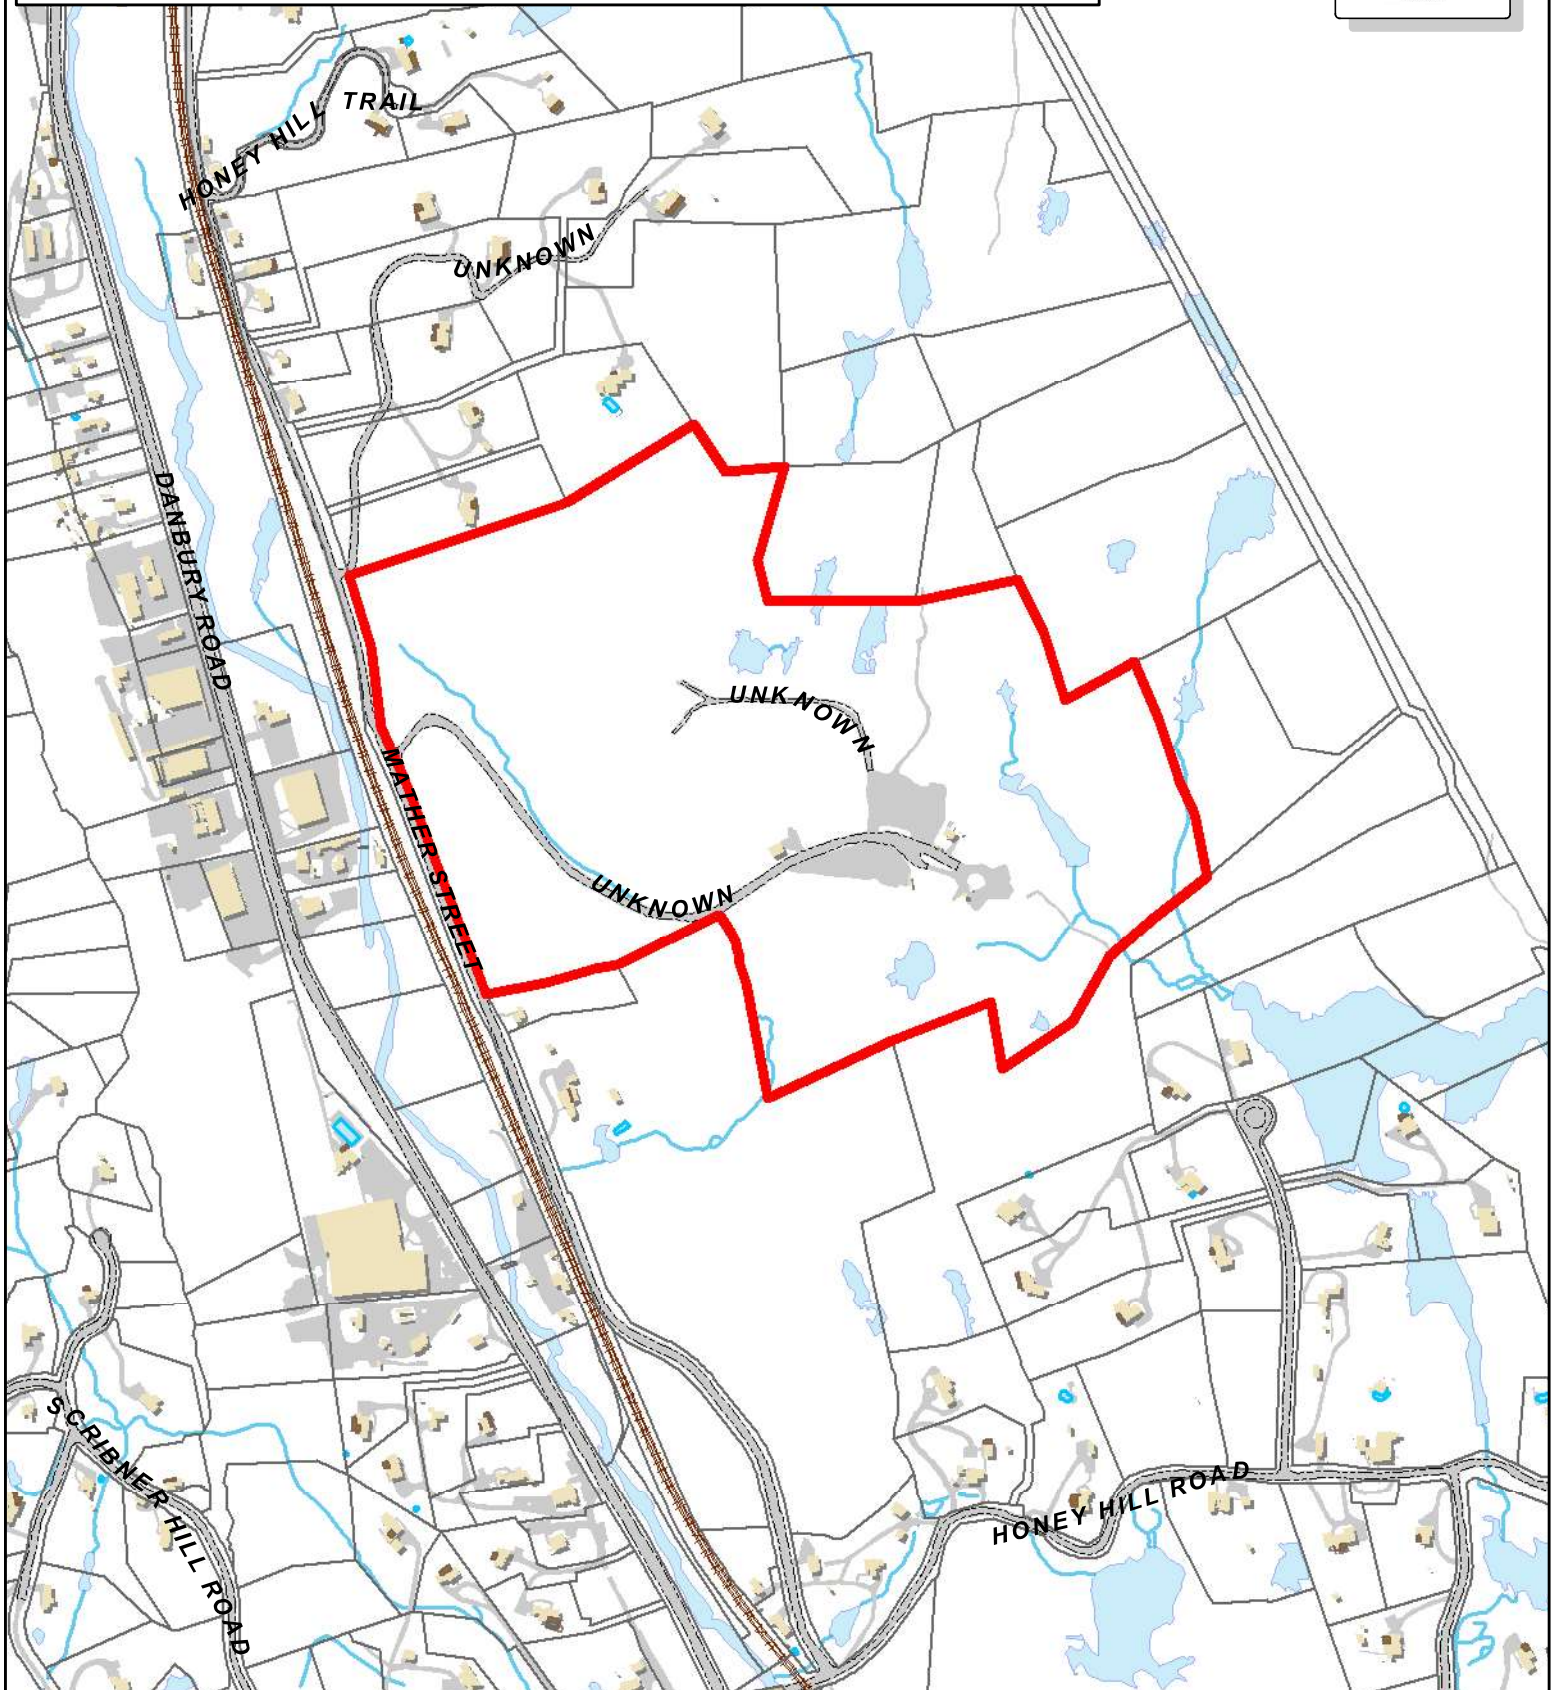 HONEY HILL TRAIL
UNKNOWN
DANBURY ROAD
UNKNOWN
MATHER STREET
UNKNOWN
SCRIBNER HILL ROAD
HONEY HILL ROAD